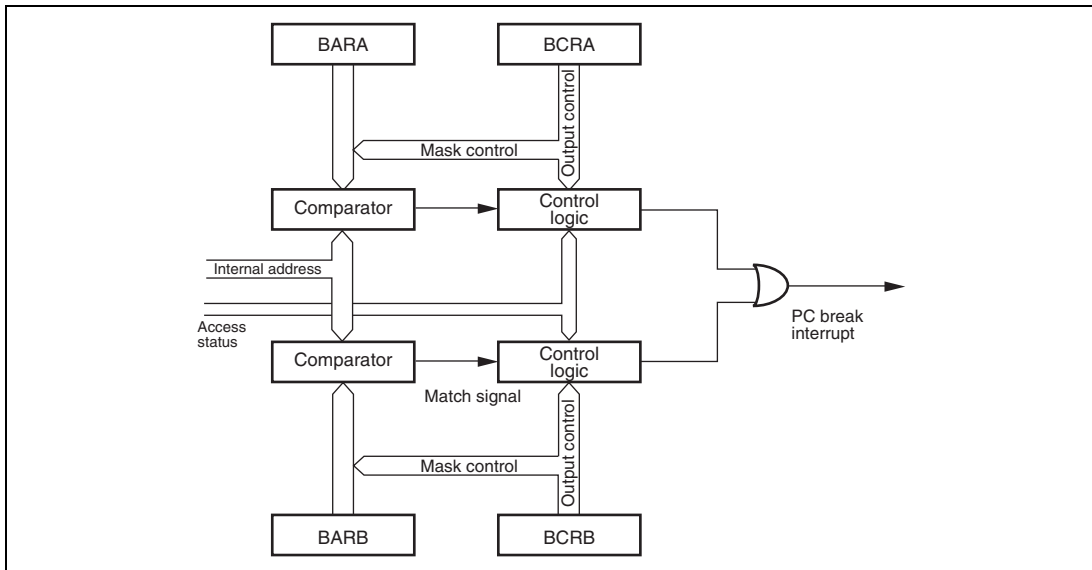 BARA
BCRA
Output control
Mask control
Comparator
Control
logic
Internal address
Access
status
PC break
interrupt
Comparator
Control
logic
Match signal
Output control
Mask control
BARB
BCRB